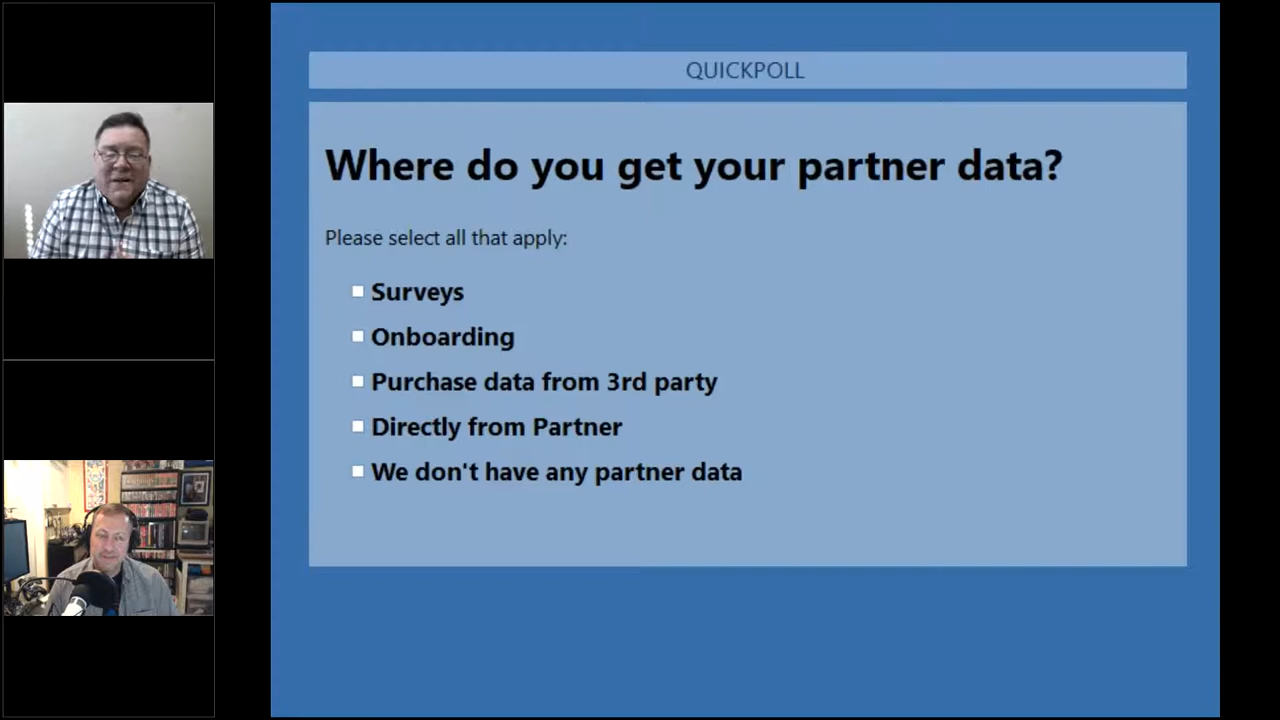 QUICKPOLL
Where do you get your partner data?
Please select all that apply:
Surveys
Onboarding
Purchase data from 3rd party
Directly from Partner
We don't have any partner data